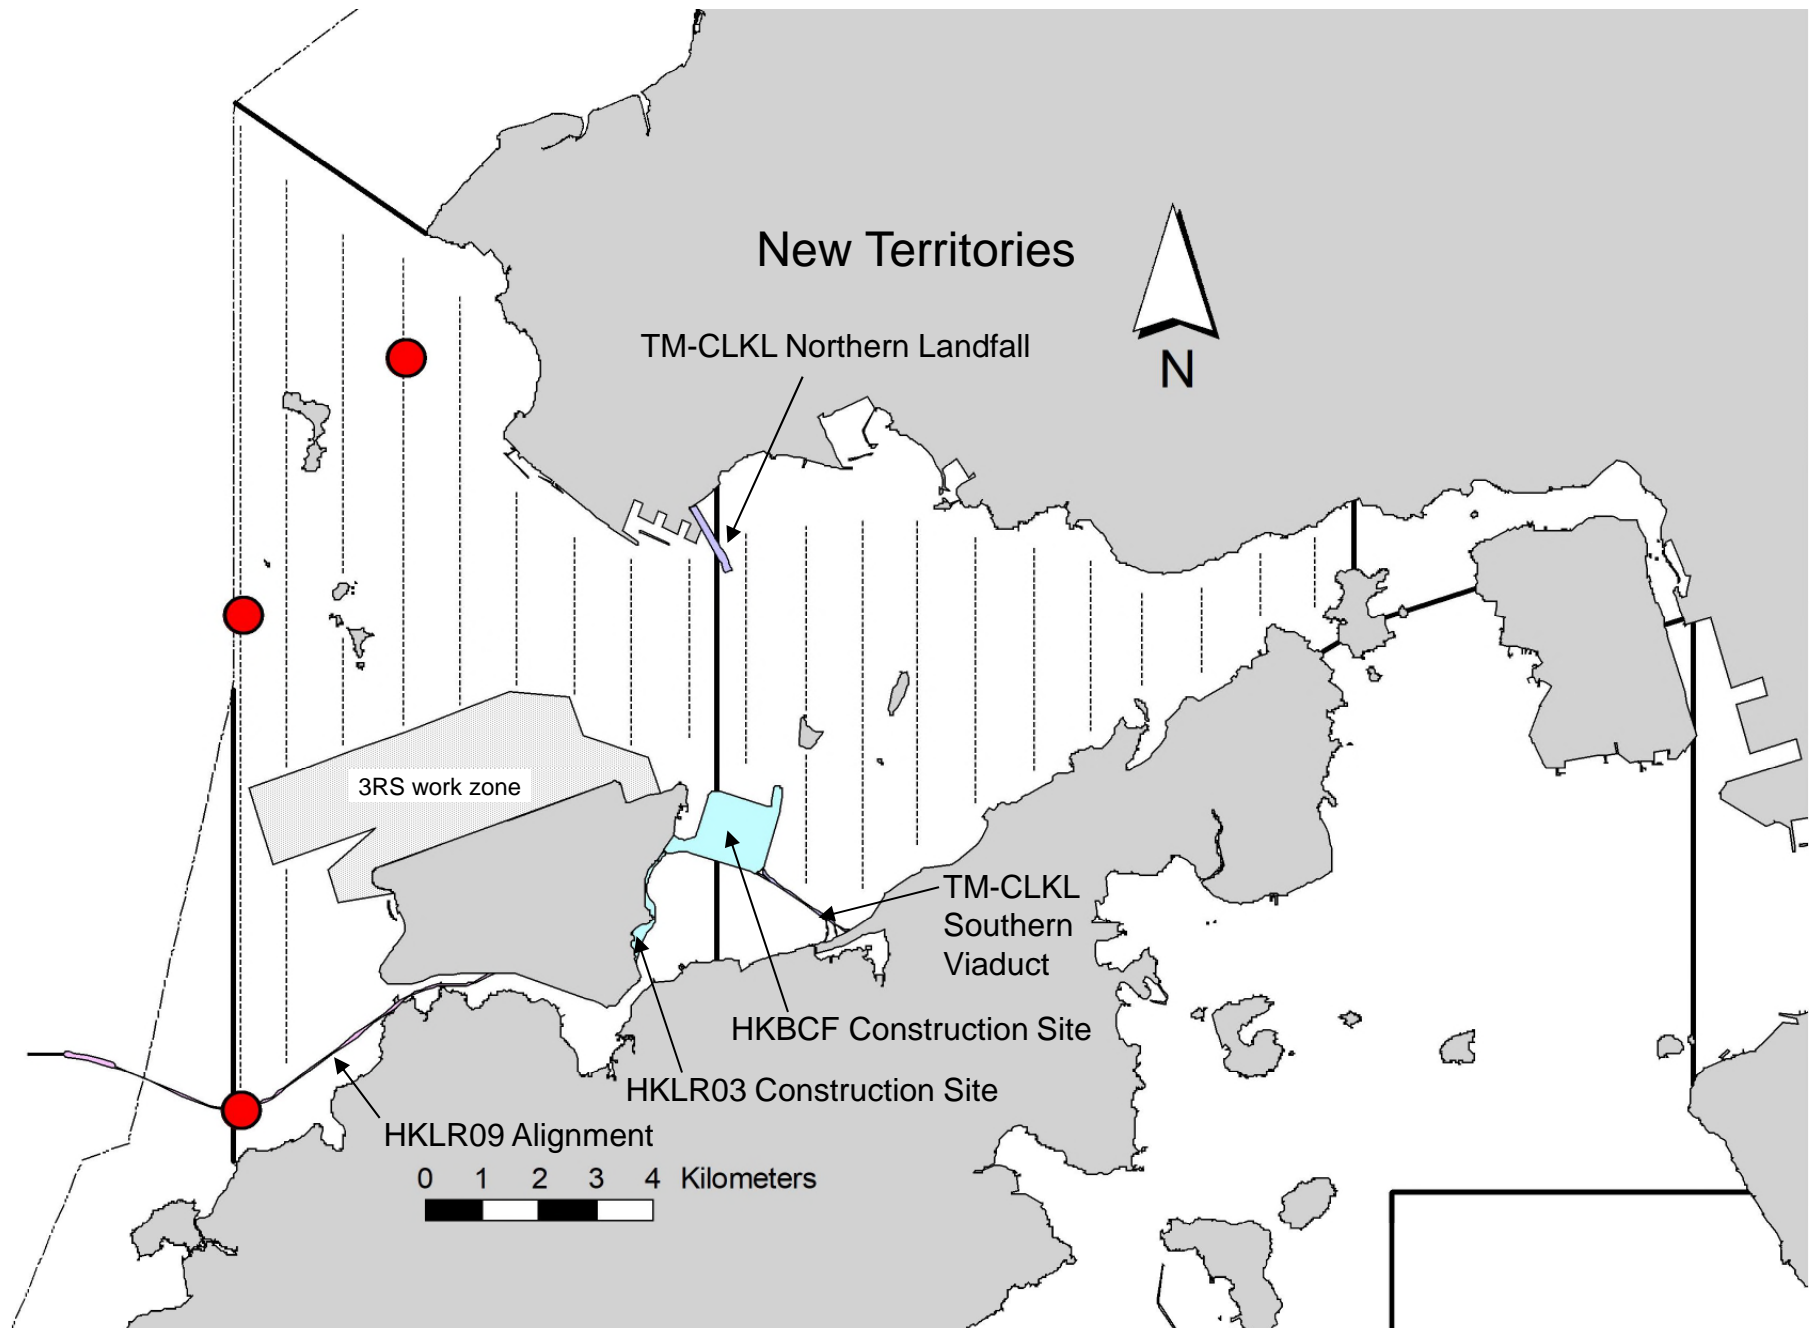 New Territories
TM-CLKL Northern Landfall
N
3RS work zone
TM-CLKL
Southern
Viaduct
HKBCF Construction Site
HKLR03 Construction Site
HKLR09 Alignment
0 1 2 3 4 Kilometers